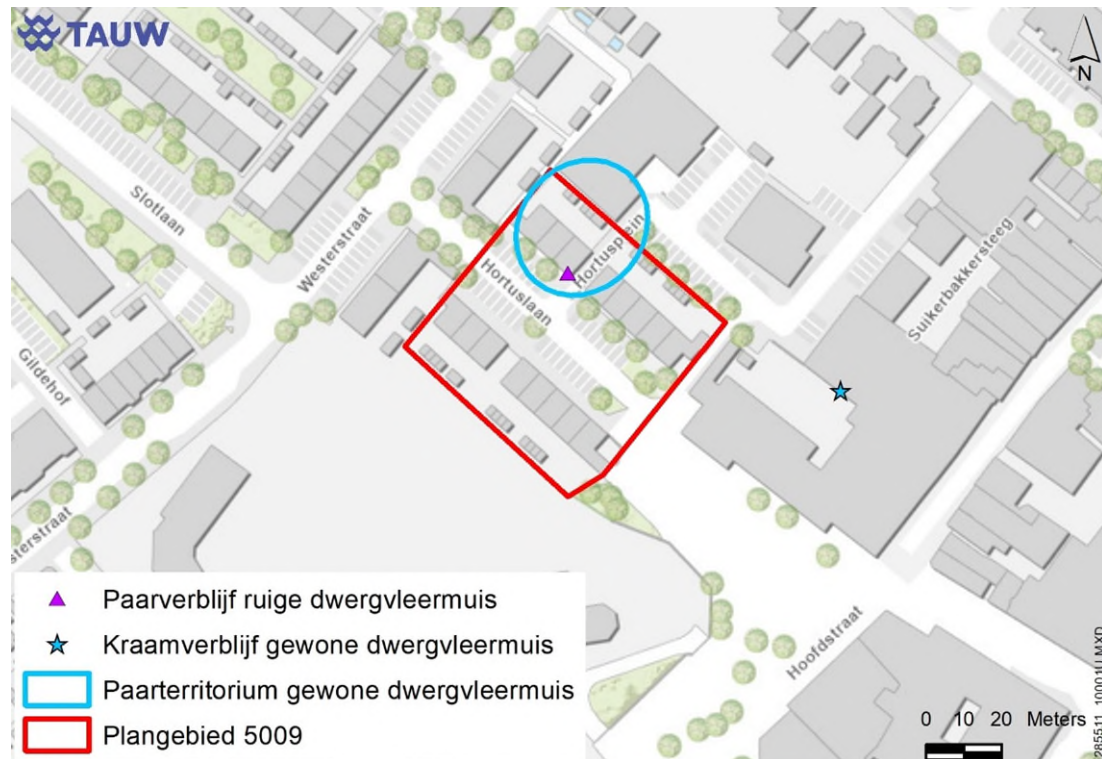 TAUW
N
Slotlaan
Westerstraat
Hortusplein
Hortuslaan
Suikerbakkersteeg
Gildehof
sterstraat
Hoofdstraat
Paarverblijf ruige dwergvleermuis
Kraamverblijf gewone dwergvleermuis
Paarterritorium gewone dwergvleermuis
Plangebied 5009
0 10 20 Meters